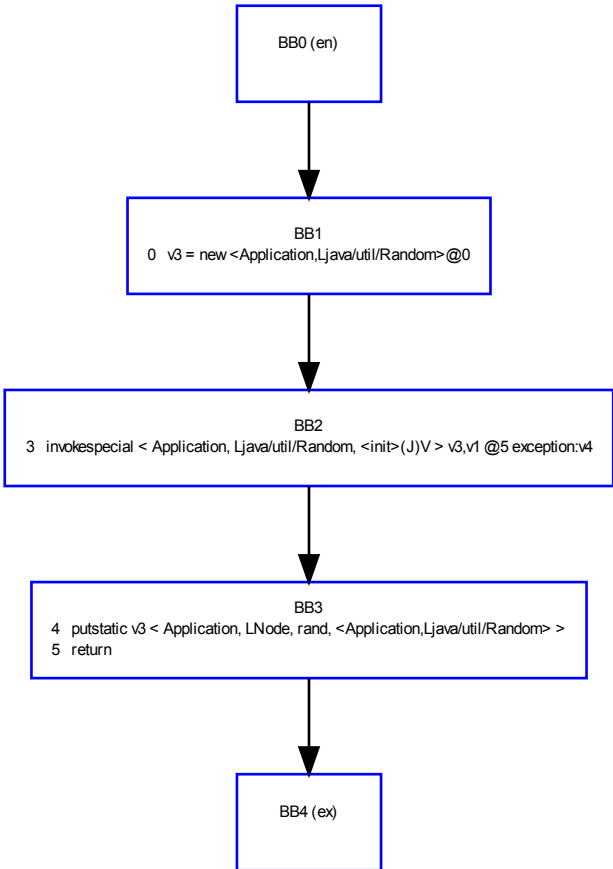 BB0 (en)
BB1
0 v3 = new <Application,Ljava/util/Random>@0
BB2
3 invokespecial < Application, Ljava/util/Random, <init>(J)V > v3,v1 @5 exception:v4
BB3
4 putstatic v3 < Application, LNode, rand, <Application,Ljava/util/Random> >
5 return
BB4 (ex)